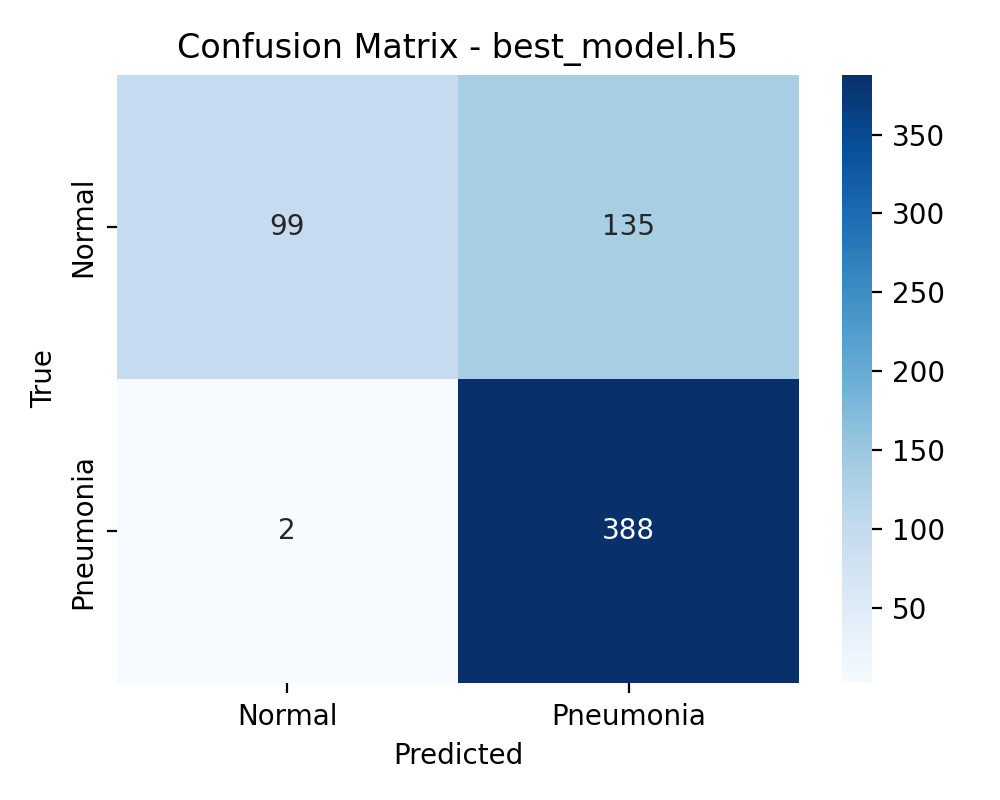 Confusion Matrix - best_model.h5
True
Normal
99
135
Pneumonia
2
388
Normal
Pneumonia
Predicted
350
300
250
200
150
100
50